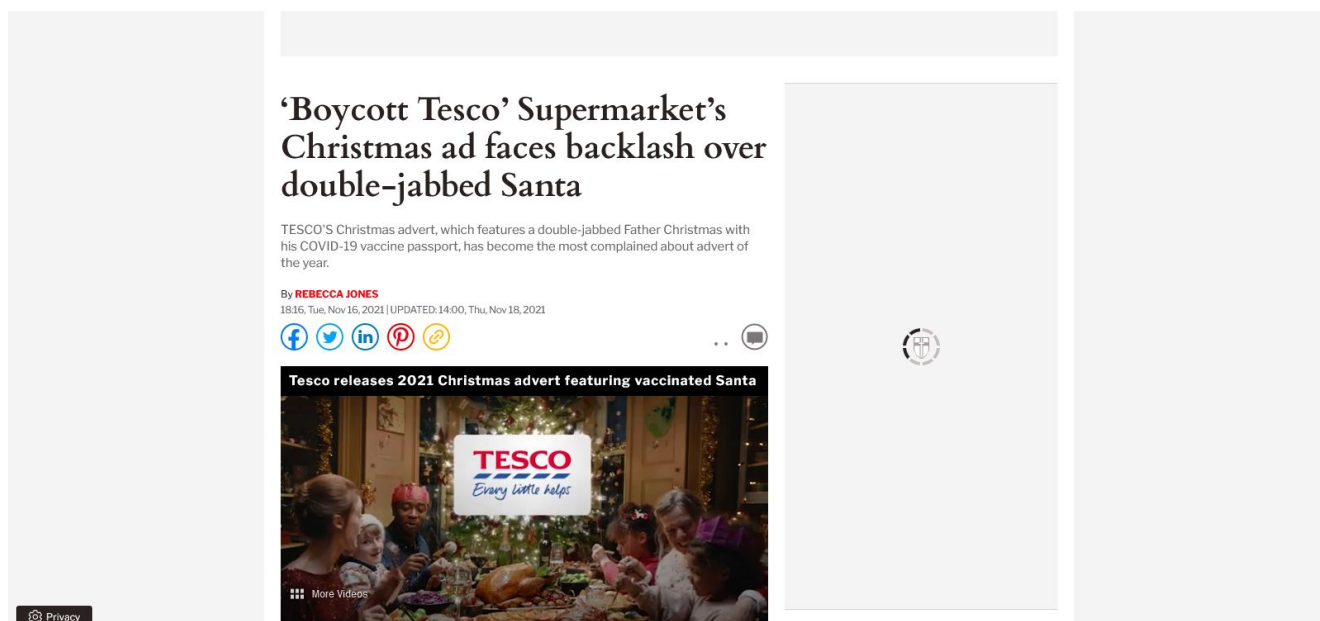 ‘Boycott Tesco’ Supermarket’s
Christmas ad faces backlash over
double-jabbed Santa
TESCO'S Christmas advert, which features a double-jabbed Father Christmas with
his COVID-19 vaccine passport, has become the most complained about advert of
the year.
By REBECCA JONES
18:16, Tue, Nov 16, 2021 | UPDATED: 14:00, Thu, Nov 18, 2021
Tesco releases 2021 Christmas advert featuring vaccinated Santa
TESCO
Every little helps
More Videos
Privacy